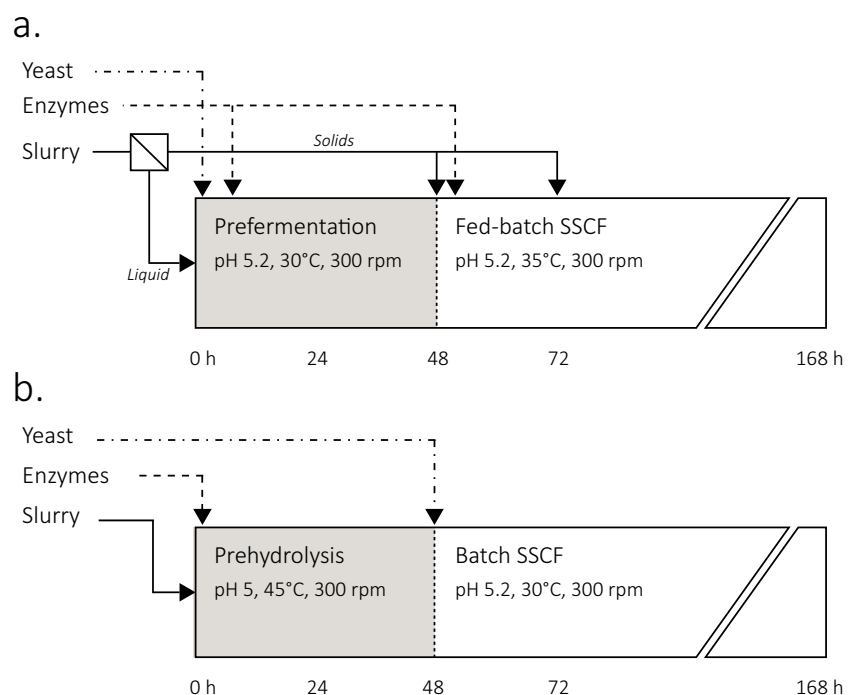 a.
Yeast
Enzymes
Slurry
Solids
Liquid
Prefermentation
pH 5.2, 30°C, 300 rpm
Fed-batch SSCF
pH 5.2, 35°C, 300 rpm
0 h 24 48 72 168 h
b.
Yeast
Enzymes
Slurry
Prehydrolysis
pH 5, 45°C, 300 rpm
Batch SSCF
pH 5.2, 30°C, 300 rpm
0 h 24 48 72 168 h